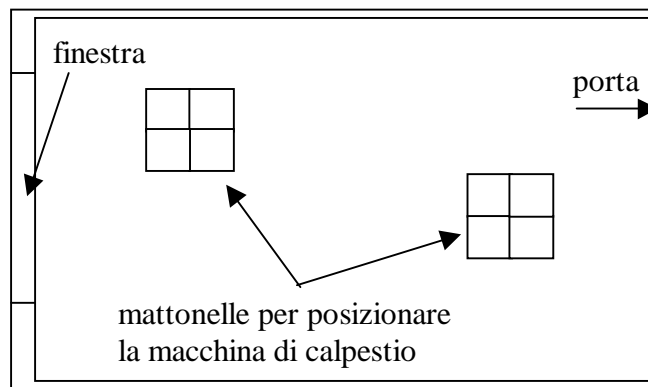 finestra
porta
mattonelle per posizionare
la macchina di calpestio